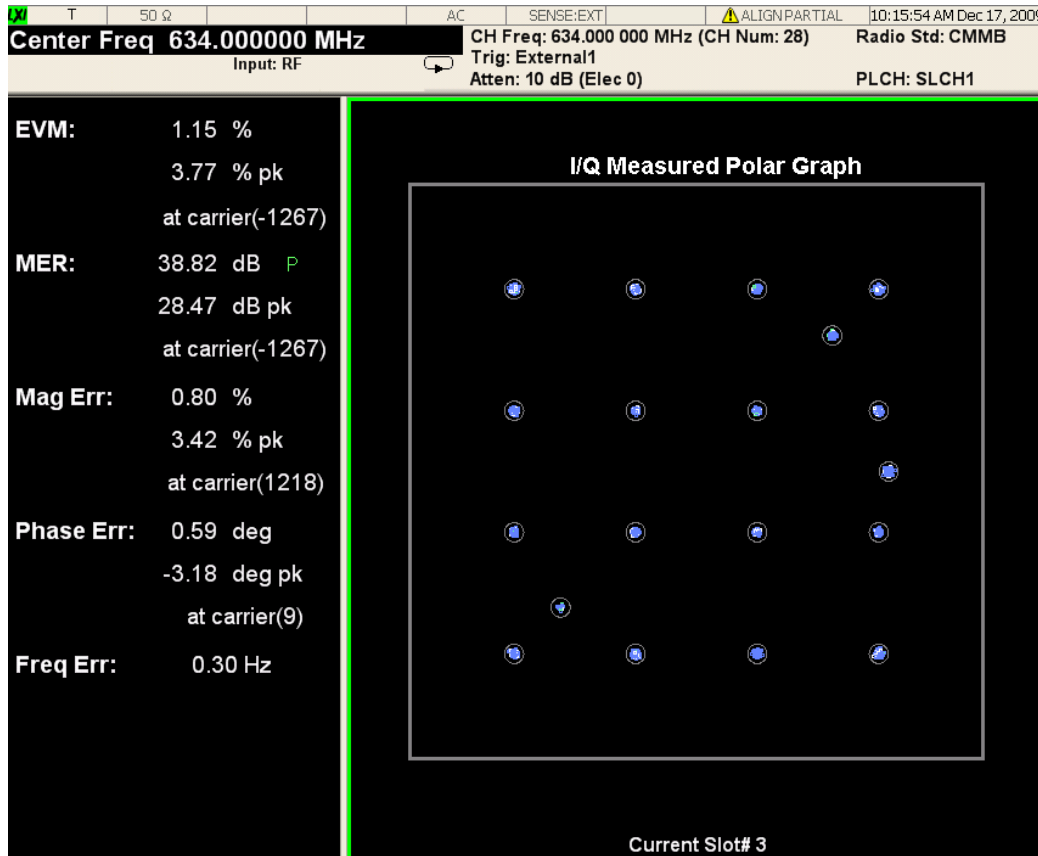 LXI T 50 Ω AC SENSE:EXT ALIGN PARTIAL 10:15:54 AM Dec 17, 2009
Center Freq 634.000000 MHz CH Freq: 634.000 000 MHz (CH Num: 28) Radio Std: CMMB
Input: RF Trig: External1
Atten: 10 dB (Elec 0) PLCH: SLCH1
EVM: 1.15 %
3.77 % pk
at carrier(-1267)
MER: 38.82 dB P
28.47 dB pk
at carrier(-1267)
Mag Err: 0.80 %
3.42 % pk
at carrier(1218)
Phase Err: 0.59 deg
-3.18 deg pk
at carrier(9)
Freq Err: 0.30 Hz
I/Q Measured Polar Graph
Current Slot# 3